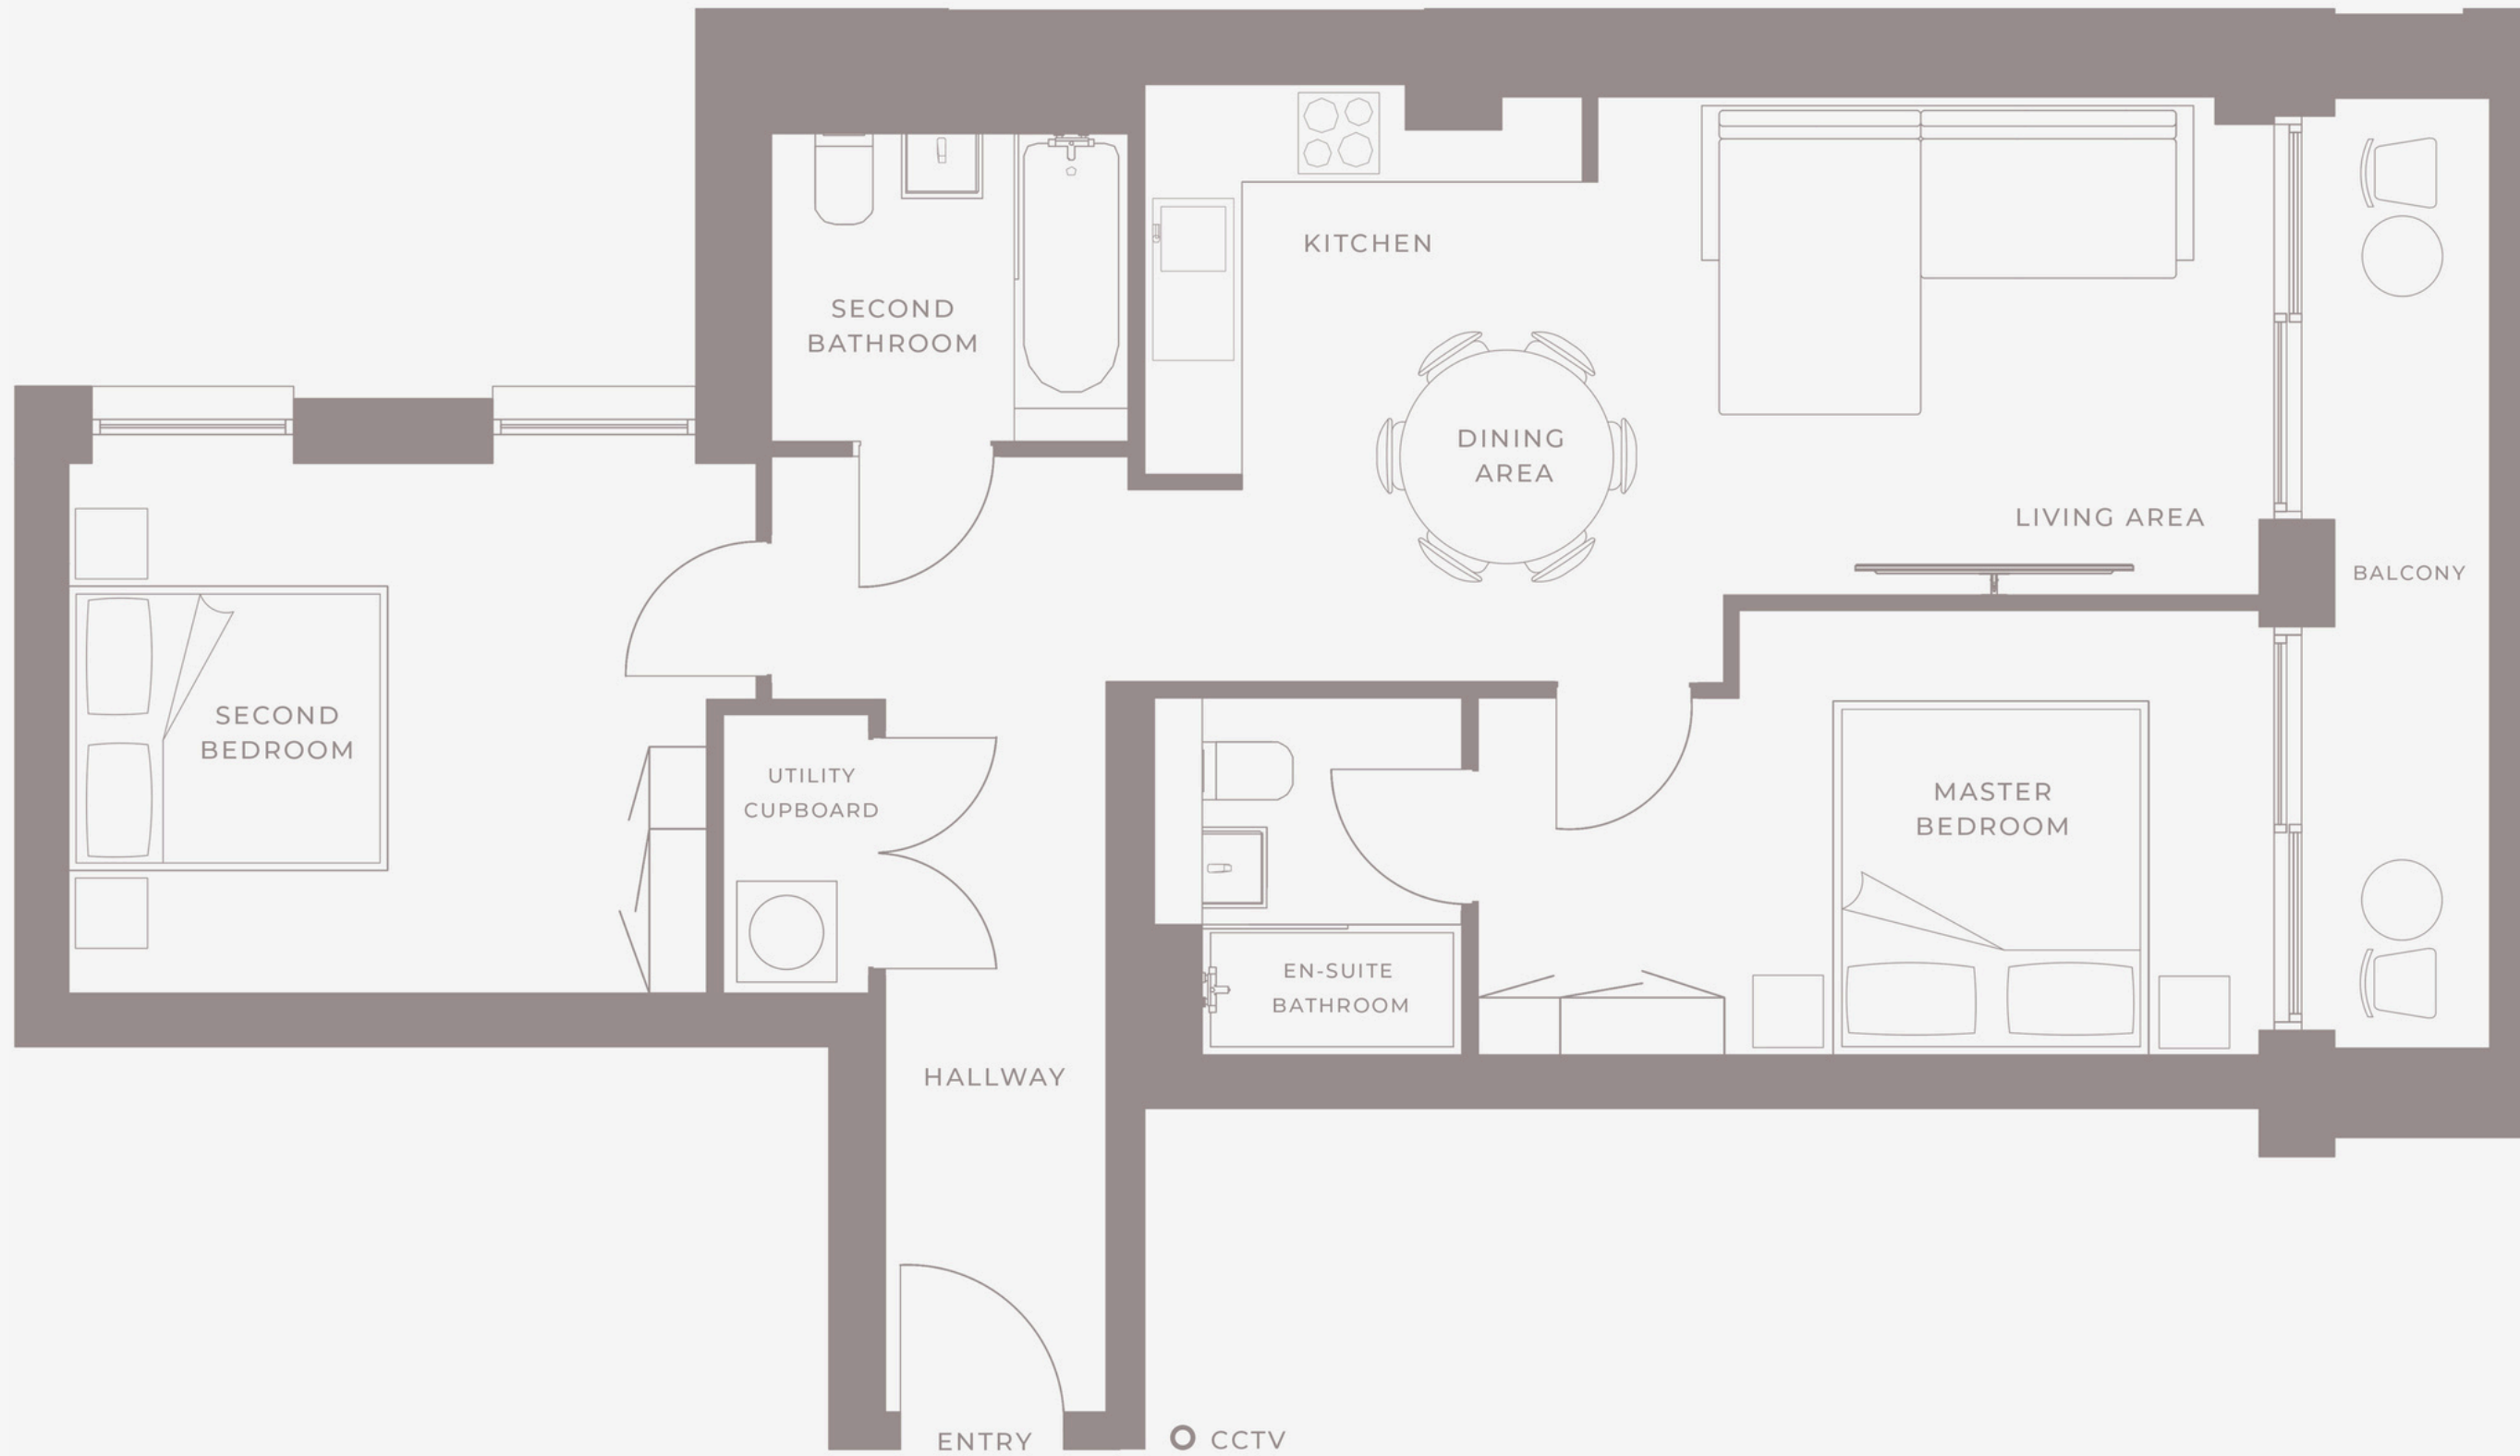 KITCHEN
SECOND
BATHROOM
DINING
AREA
LIVING AREA
BALCONY
SECOND
BEDROOM
UTILITY
CUPBOARD
MASTER
BEDROOM
EN-SUITE
BATHROOM
HALLWAY
ENTRY
CCTV